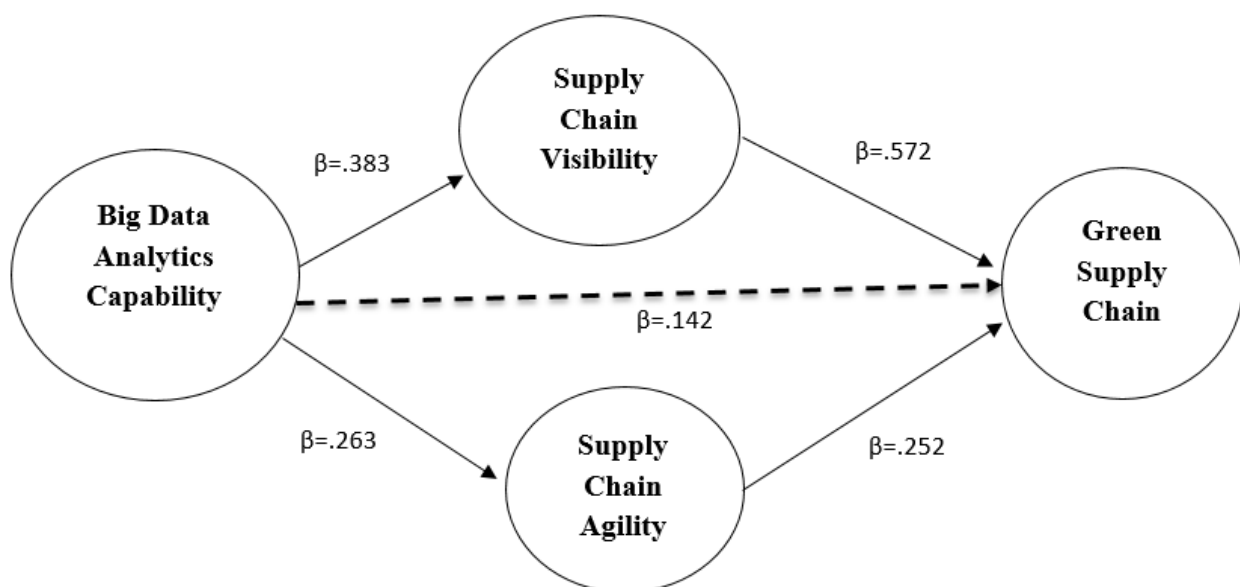 Supply
Chain
Visibility
β=.383
β=.572
Big Data
Analytics
Capability
Green
Supply
Chain
β=.142
β=.263
β=.252
Supply
Chain
Agility